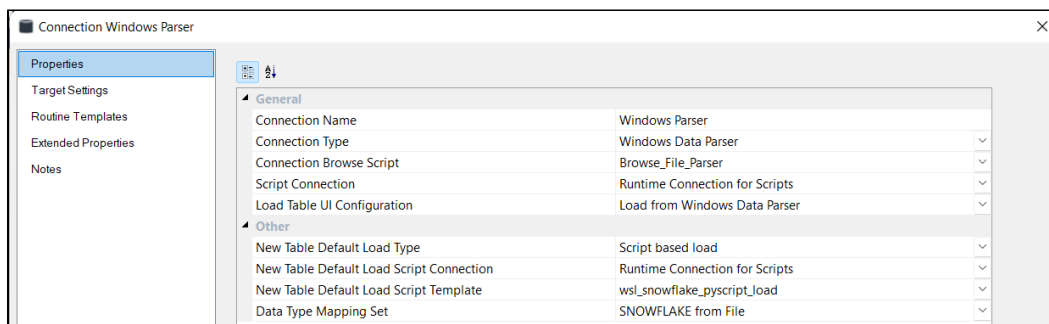 Connection Windows Parser
Properties
Target Settings
Routine Templates
Extended Properties
Notes
General
Connection Name Windows Parser
Connection Type Windows Data Parser
Connection Browse Script Browse_File_Parser
Script Connection Runtime Connection for Scripts
Load Table UI Configuration Load from Windows Data Parser
Other
New Table Default Load Type Script based load
New Table Default Load Script Connection Runtime Connection for Scripts
New Table Default Load Script Template wsl_snowflake_pyscript_load
Data Type Mapping Set SNOWFLAKE from File